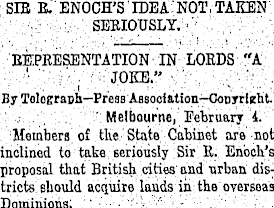 SIR R. ENOCH'S IDEA NOT TAKEN
SERIOUSLY.
REPRESENTATION IN LORDS "A
JOKE."
By Telegraph—Press Association—Copyright.
Melbourne, February 4.
Members of the State Cabinet are not
inclined to take seriously Sir R. Enoch's
proposal that British cities and urban dis-
tricts should acquire lands in the overseas
Dominions.